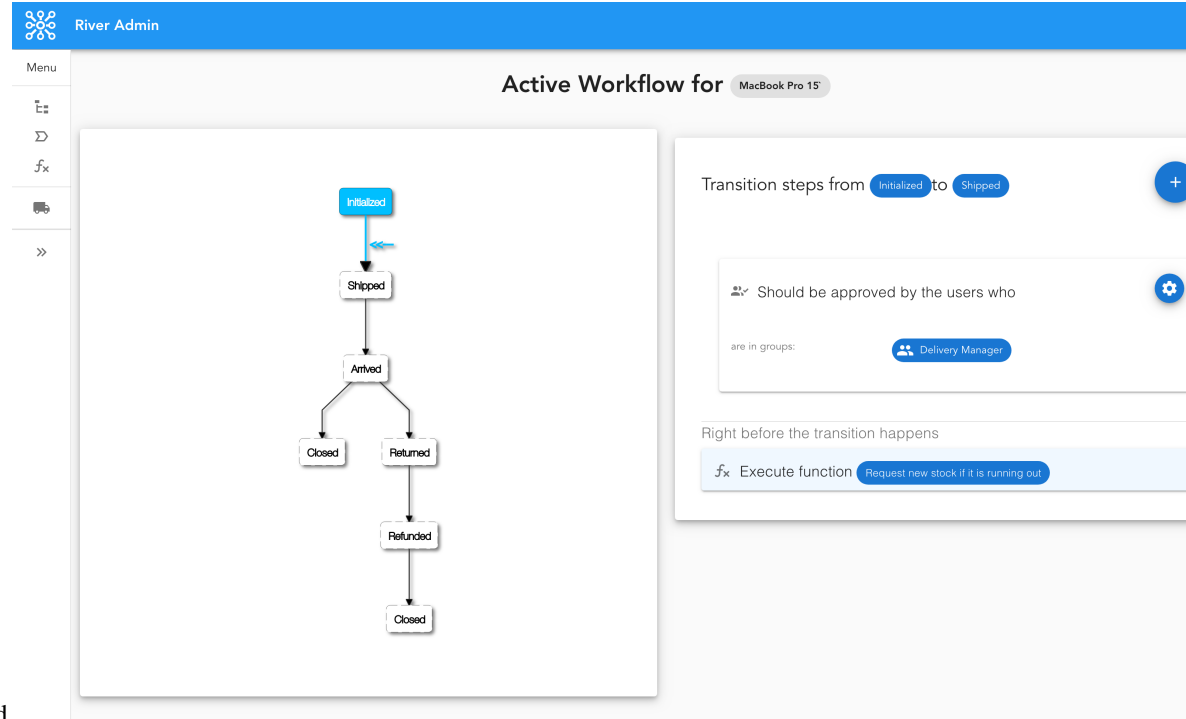 River Admin
Menu
Active Workflow for MacBook Pro 15`
Initialized
Shipped
Arrived
Closed Returned
Refunded
Closed
Transition steps from Initialized to Shipped
+
Should be approved by the users who
are in groups: Delivery Manager
Right before the transition happens
fx Execute function Request new stock if it is running out